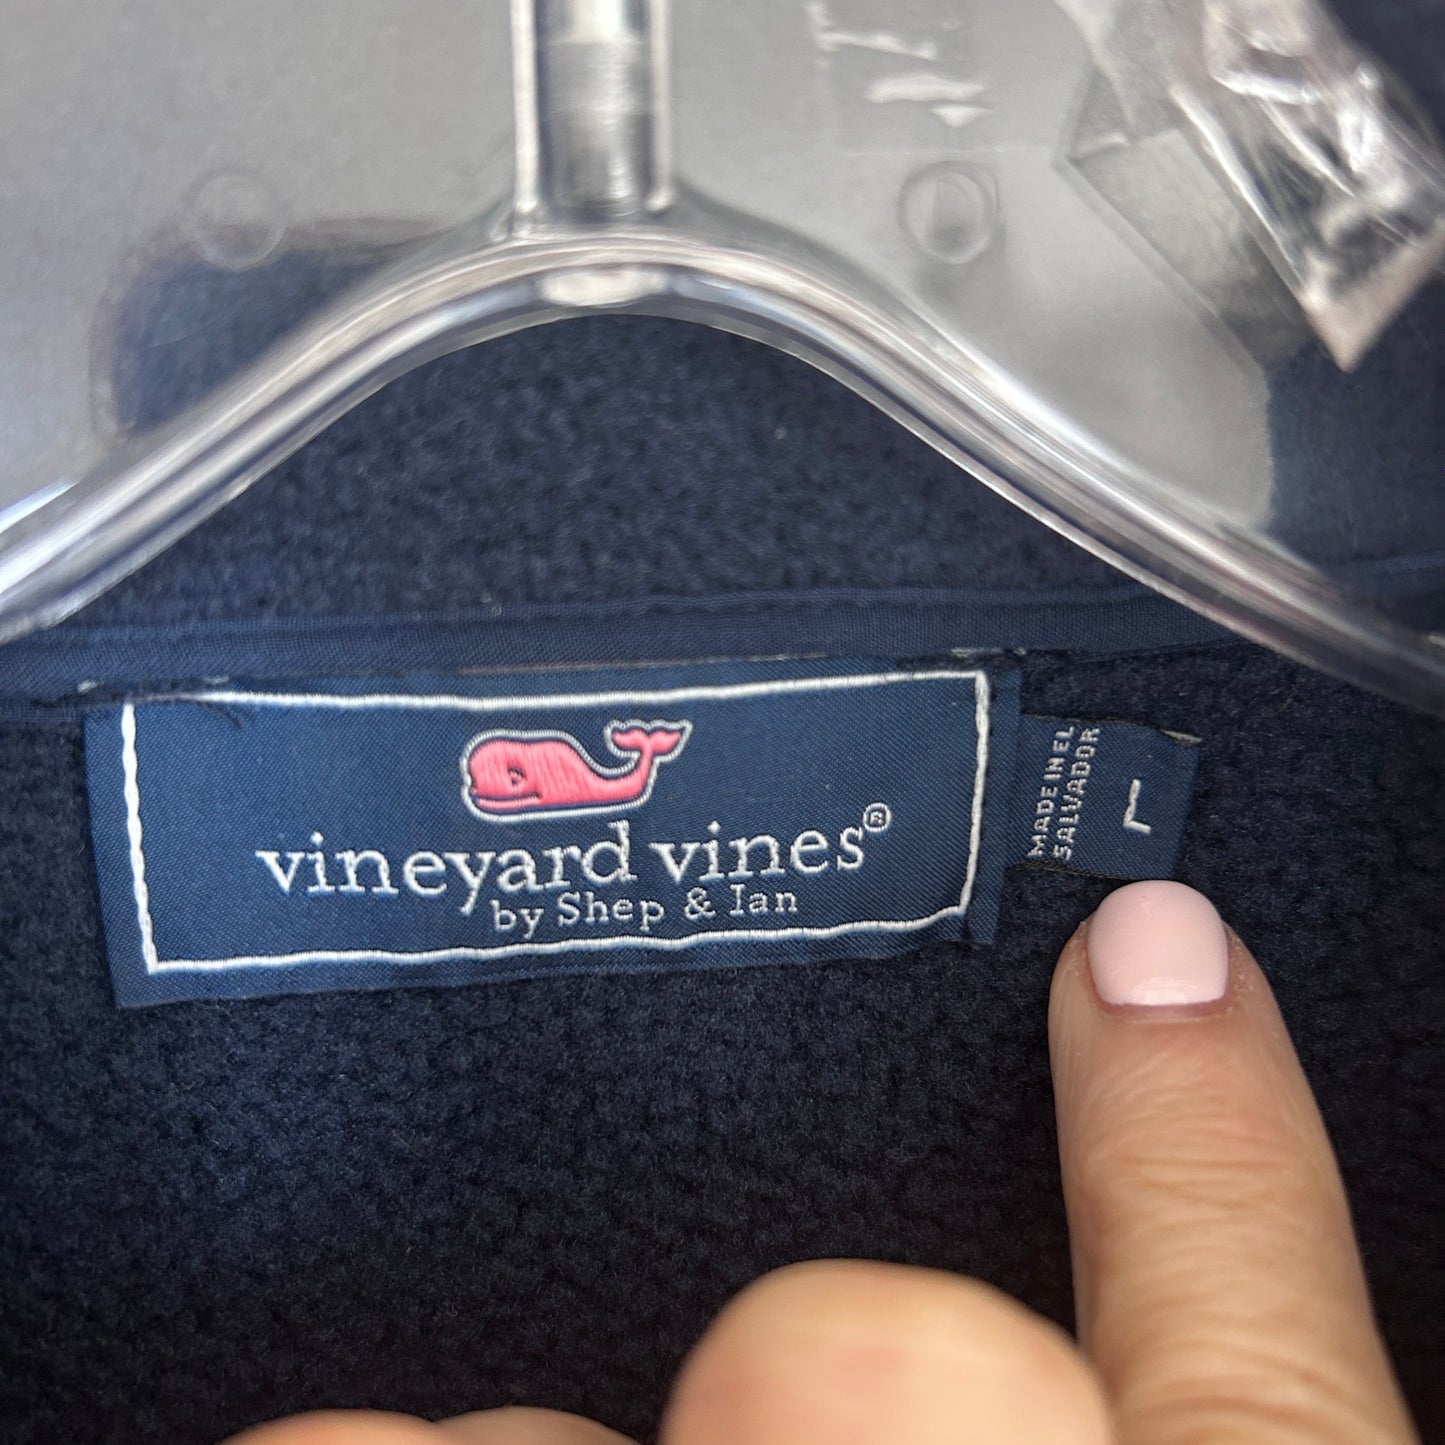 vineyard vines®
by Shep & Ian
MADE IN EL
SALVADOR
L